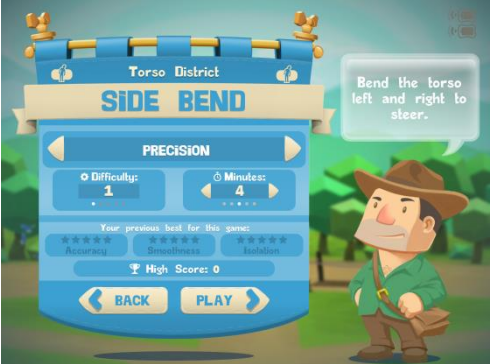 Torso District
SIDE BEND
PRECISION
Difficulty:
1
Minutes:
4
Your previous best for this game:
Accuracy
Smoothness
Isolation
High Score: 0
BACK
PLAY
Bend the torso
left and right to
steer.